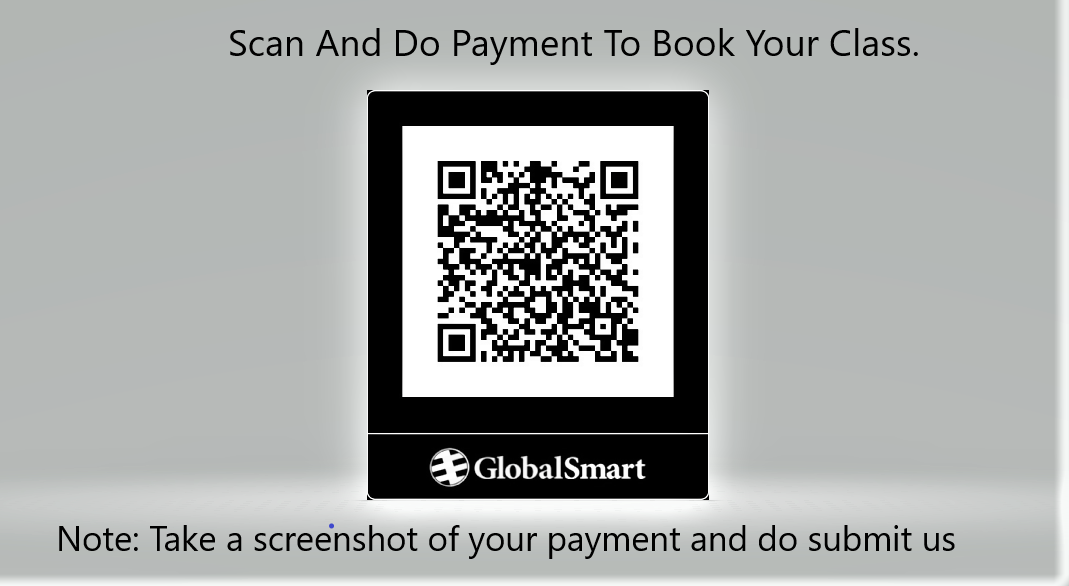 Scan And Do Payment To Book Your Class.
GlobalSmart
Note: Take a screenshot of your payment and do submit us